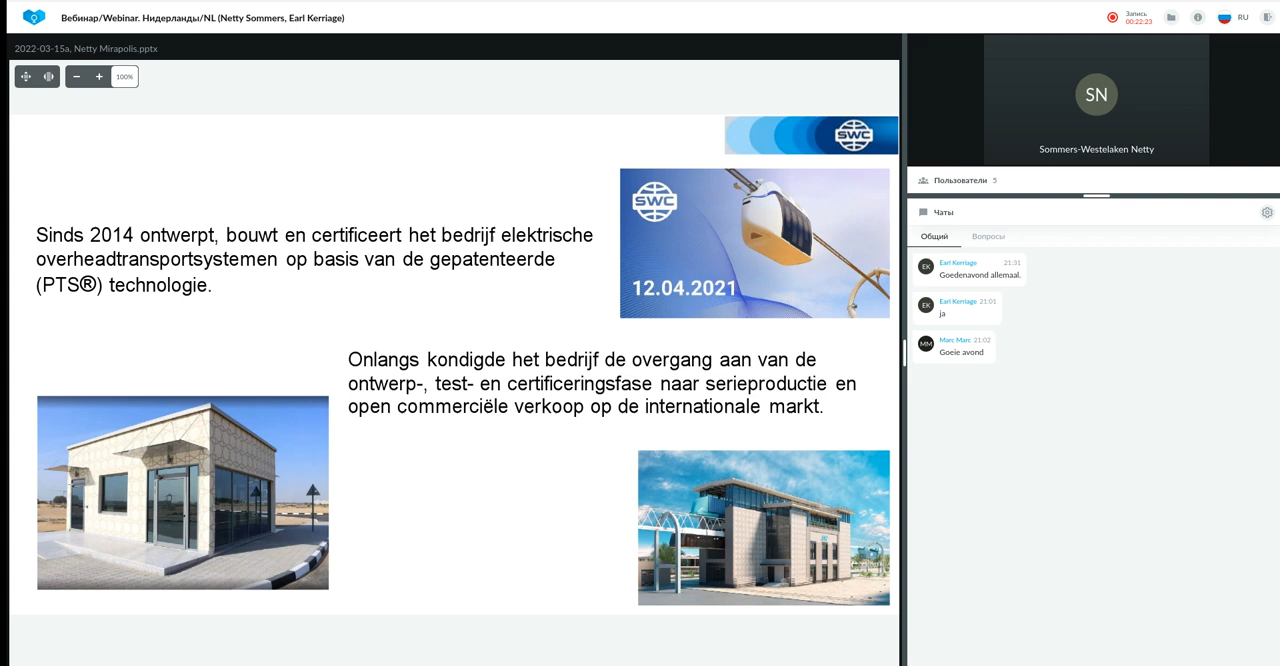 Вебинар/Webinar. Нидерланды/NL (Netty Sommers, Earl Kerriage)
Запись
00:22:23
RU
2022-03-15a, Netty Mirapolis.pptx
100%
SWC
Sinds 2014 ontwerpt, bouwt en certificeert het bedrijf elektrische
overheadtransportsystemen op basis van de gepatenteerde
(PTS®) technologie.
SWC
12.04.2021
Onlangs kondigde het bedrijf de overgang aan van de
ontwerp-, test- en certificeringsfase naar serieproductie en
open commerciële verkoop op de internationale markt.
SN
Sommers-Westelaken Netty
Пользователи 5
Чаты
Общий Вопросы
EK
Earl Kerriage 21:31
Goedenavond allemaal.
EK
Earl Kerriage 21:01
ja
MM
Marc Marc 21:02
Goeie avond